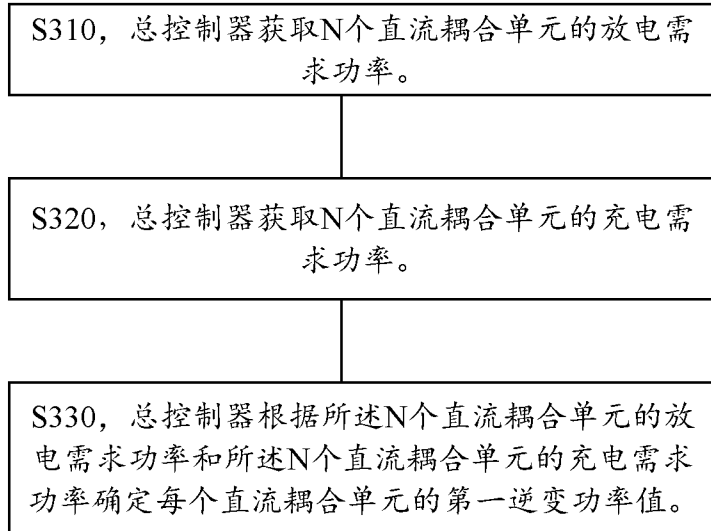 S310，总控制器获取N个直流耦合单元的放电需
求功率。
S320，总控制器获取N个直流耦合单元的充电需
求功率。
S330，总控制器根据所述N个直流耦合单元的放
电需求功率和所述N个直流耦合单元的充电需求
功率确定每个直流耦合单元的第一逆变功率值。